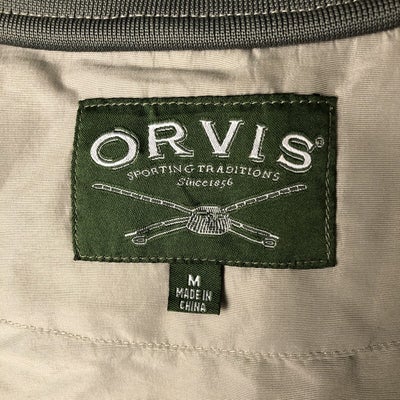 ORVIS®
SPORTING TRADITIONS
Since 1856
M
MADE IN
CHINA